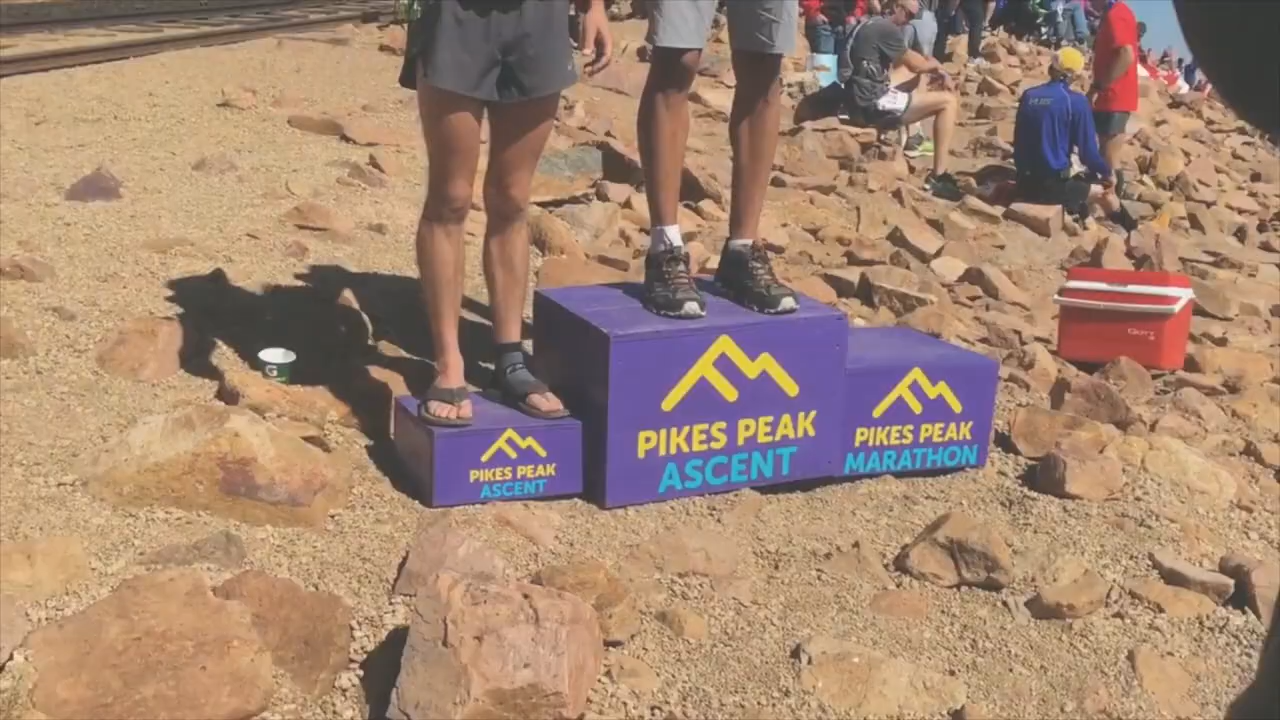 PIKES PEAK
ASCENT
PIKES PEAK
ASCENT
PIKES PEAK
MARATHON
G